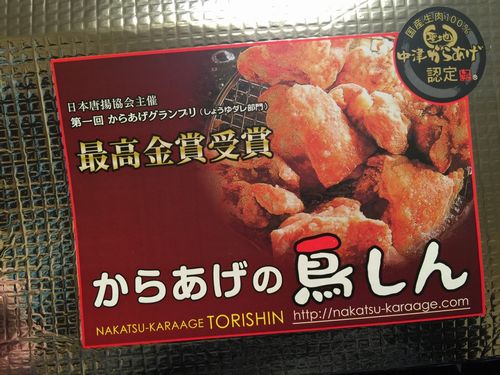 国産生肉100%
聖地
中津からあげ
認定
日本唐揚協会主催
第一回 からあげグランプリ(しょうゆダレ部門)
最高金賞受賞
からあげの 鳥しん
NAKATSU-KARAAGE TORISHIN http://nakatsu-karaage.com